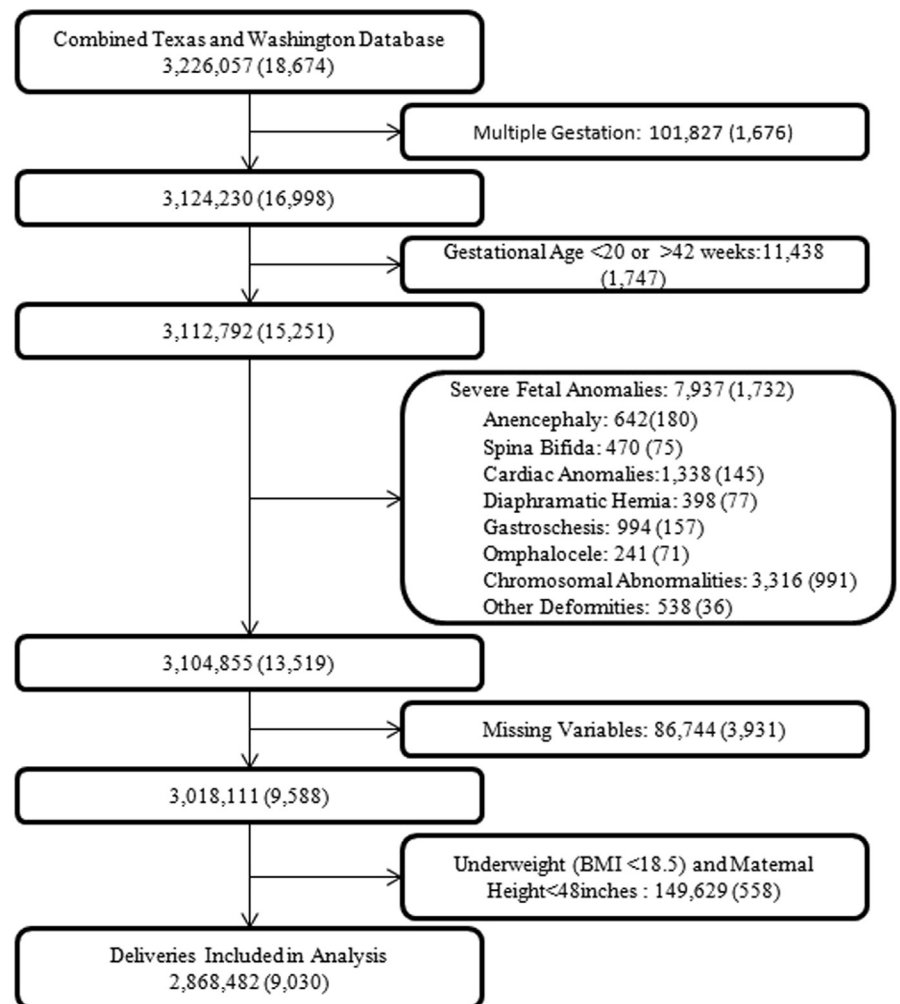 Combined Texas and Washington Database
3,226,057 (18,674)
Multiple Gestation: 101,827 (1,676)
3,124,230 (16,998)
Gestational Age <20 or >42 weeks:11,438
(1,747)
3,112,792 (15,251)
Severe Fetal Anomalies: 7,937 (1,732)
Anencephaly: 642(180)
Spina Bifida: 470 (75)
Cardiac Anomalies:1,338 (145)
Diaphramatic Hernia: 398 (77)
Gastroschesis: 994 (157)
Omphalocele: 241 (71)
Chromosomal Abnormalities: 3,316 (991)
Other Deformities: 538 (36)
3,104,855 (13,519)
Missing Variables: 86,744 (3,931)
3,018,111 (9,588)
Underweight (BMI <18.5) and Maternal
Height<48inches : 149,629 (558)
Deliveries Included in Analysis
2,868,482 (9,030)